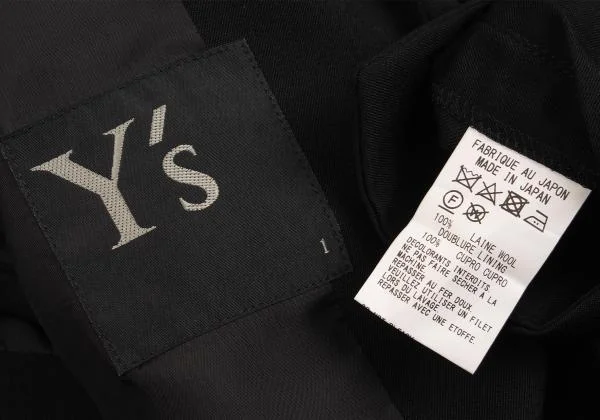 Y's
1
FABRIQUE AU JAPON
MADE IN JAPAN
F
100% LAINE WOOL
DOUBLURE LINING
100% CUPRO CUPRO
DECOLORANTS INTERDITS.
NE PAS FAIRE SECHER A LA
MACHINE.
REPASSER AU FER DOUX.
VEUILLEZ UTILISER UN FILET
LORS DU LAVAGE.
REPASSER AVEC UNE ETOFFE.